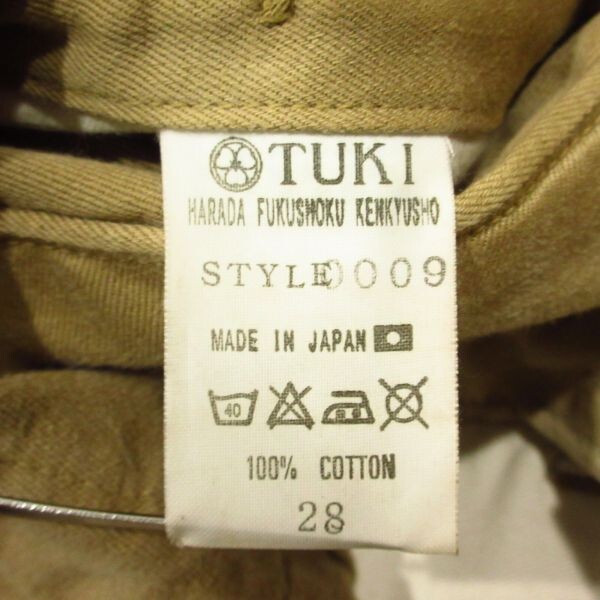 TUKI
HARADA FUKUSHOKU KENKYUSHO
STYLE 0009
MADE IN JAPAN
40
100% COTTON
28